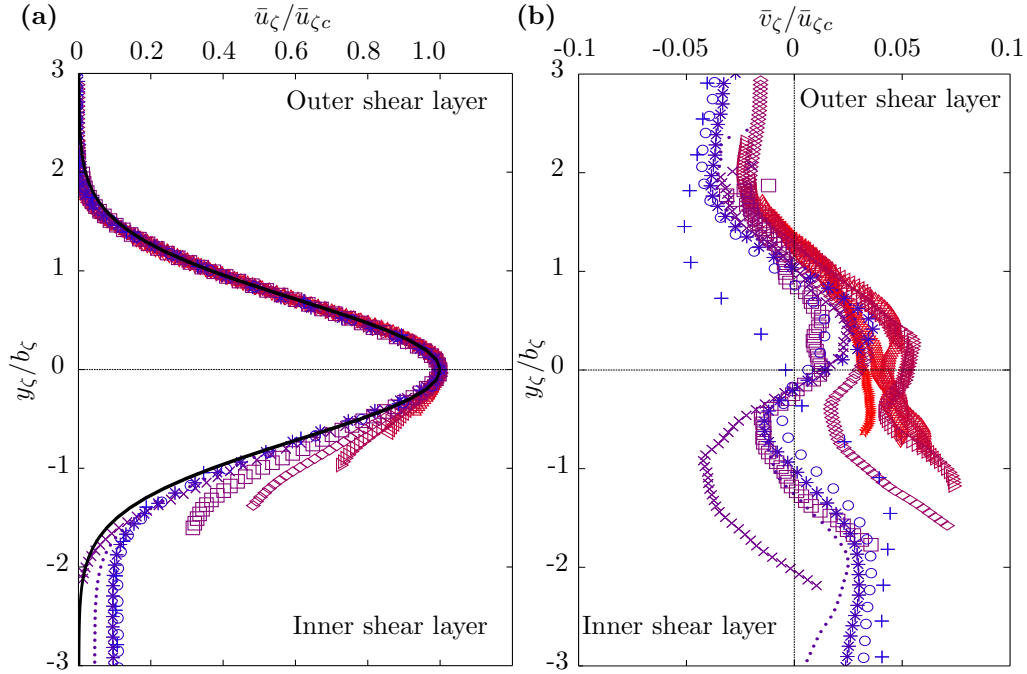 (a)
ū_ζ/ū_ζc
0 0.2 0.4 0.6 0.8 1.0
3
2
1
0
-1
-2
-3
y_ζ/b_ζ
Outer shear layer
Inner shear layer
(b)
v̄_ζ/ū_ζc
-0.1 -0.05 0 0.05 0.1
3
2
1
0
-1
-2
-3
y_ζ/b_ζ
Outer shear layer
Inner shear layer